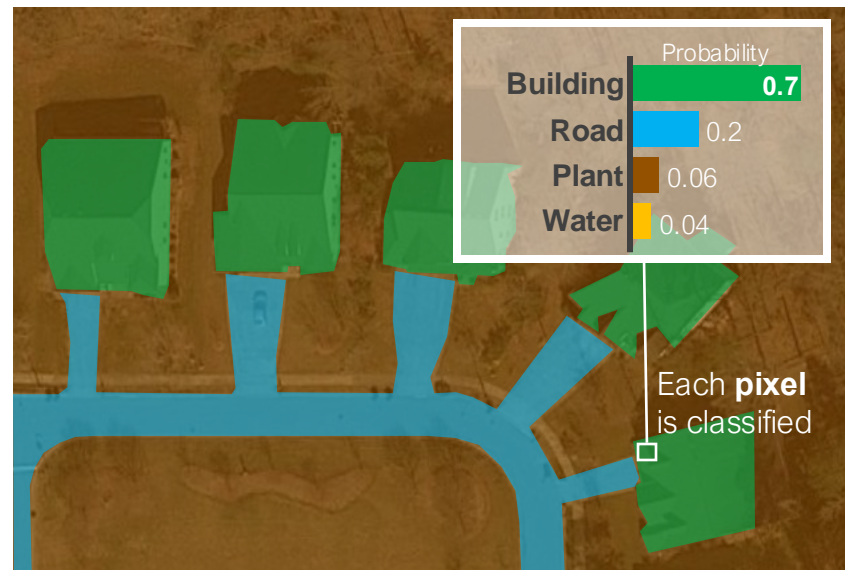 Probability
Building 0.7
Road 0.2
Plant 0.06
Water 0.04
Each pixel
is classified